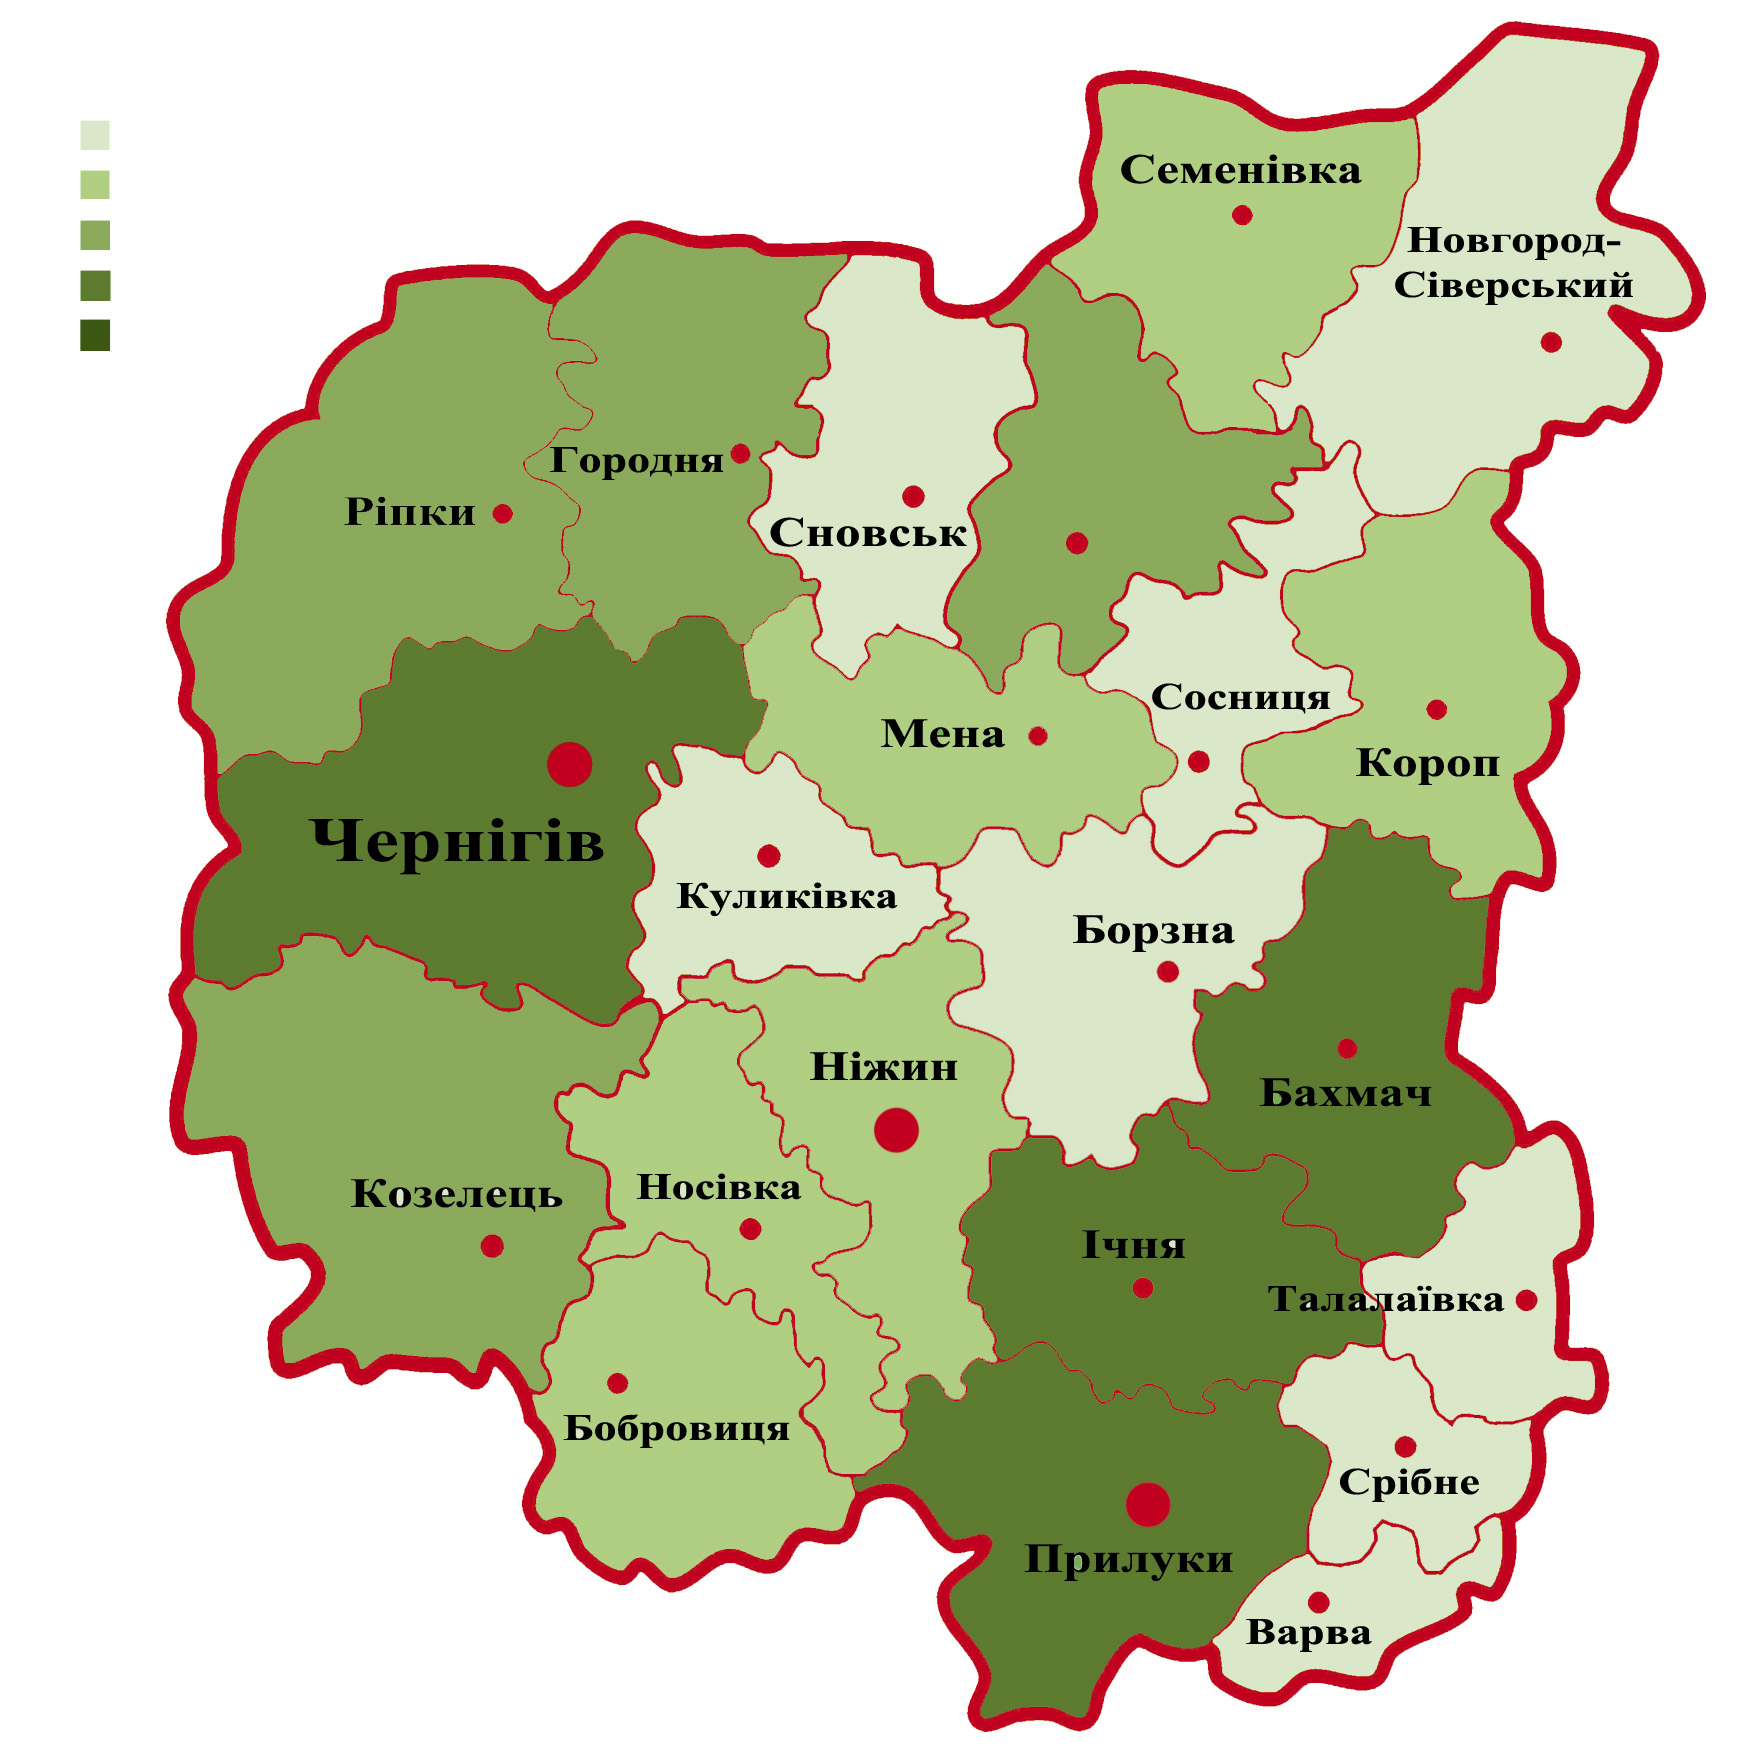 Семенівка
Новгород-
Сіверський
Городня
Ріпки
Сновськ
Сосниця
Мена
Короп
Чернігів
Куликівка
Борзна
Ніжин
Бахмач
Носівка
Козелець
Ічня
Талалаївка
Бобровиця
Срібне
Прилуки
Варва